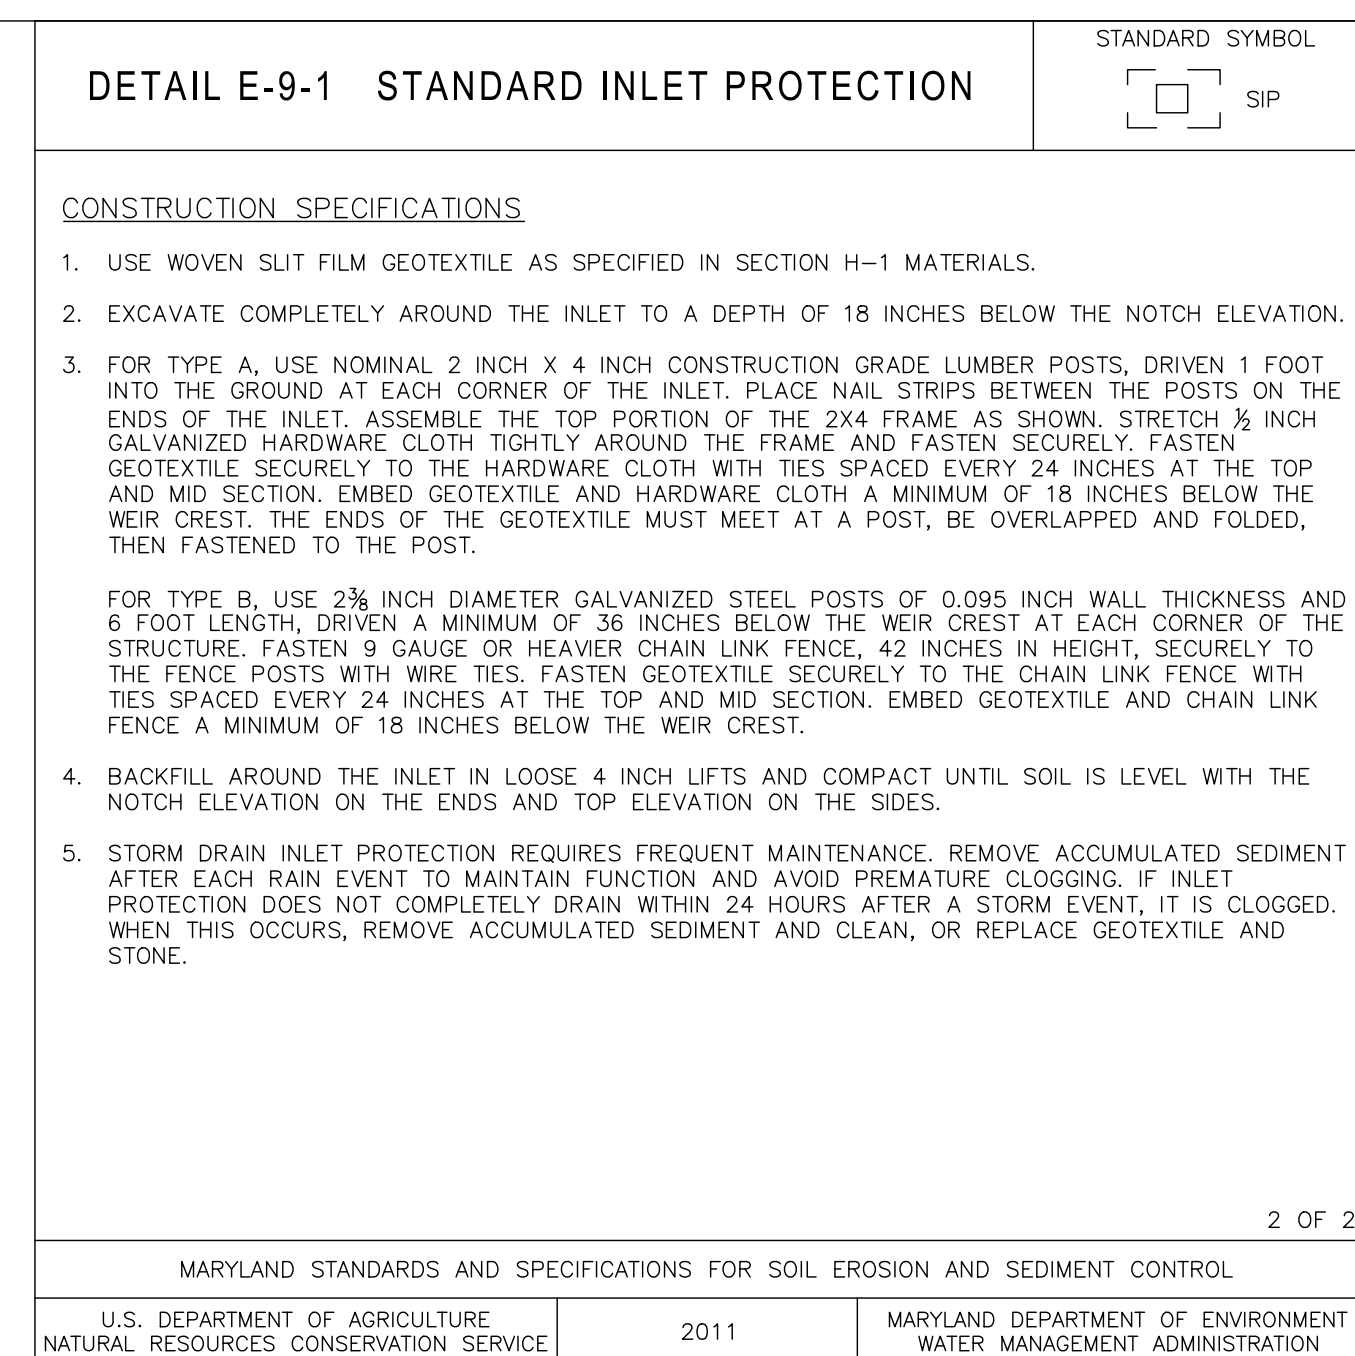 DETAIL E-9-1 STANDARD INLET PROTECTION
STANDARD SYMBOL
SIP
CONSTRUCTION SPECIFICATIONS
1. USE WOVEN SLIT FILM GEOTEXTILE AS SPECIFIED IN SECTION H-1 MATERIALS.
2. EXCAVATE COMPLETELY AROUND THE INLET TO A DEPTH OF 18 INCHES BELOW THE NOTCH ELEVATION.
3. FOR TYPE A, USE NOMINAL 2 INCH X 4 INCH CONSTRUCTION GRADE LUMBER POSTS, DRIVEN 1 FOOT
INTO THE GROUND AT EACH CORNER OF THE INLET. PLACE NAIL STRIPS BETWEEN THE POSTS ON THE
ENDS OF THE INLET. ASSEMBLE THE TOP PORTION OF THE 2X4 FRAME AS SHOWN. STRETCH ½ INCH
GALVANIZED HARDWARE CLOTH TIGHTLY AROUND THE FRAME AND FASTEN SECURELY. FASTEN
GEOTEXTILE SECURELY TO THE HARDWARE CLOTH WITH TIES SPACED EVERY 24 INCHES AT THE TOP
AND MID SECTION. EMBED GEOTEXTILE AND HARDWARE CLOTH A MINIMUM OF 18 INCHES BELOW THE
WEIR CREST. THE ENDS OF THE GEOTEXTILE MUST MEET AT A POST, BE OVERLAPPED AND FOLDED,
THEN FASTENED TO THE POST.
FOR TYPE B, USE 2⅜ INCH DIAMETER GALVANIZED STEEL POSTS OF 0.095 INCH WALL THICKNESS AND
6 FOOT LENGTH, DRIVEN A MINIMUM OF 36 INCHES BELOW THE WEIR CREST AT EACH CORNER OF THE
STRUCTURE. FASTEN 9 GAUGE OR HEAVIER CHAIN LINK FENCE, 42 INCHES IN HEIGHT, SECURELY TO
THE FENCE POSTS WITH WIRE TIES. FASTEN GEOTEXTILE SECURELY TO THE CHAIN LINK FENCE WITH
TIES SPACED EVERY 24 INCHES AT THE TOP AND MID SECTION. EMBED GEOTEXTILE AND CHAIN LINK
FENCE A MINIMUM OF 18 INCHES BELOW THE WEIR CREST.
4. BACKFILL AROUND THE INLET IN LOOSE 4 INCH LIFTS AND COMPACT UNTIL SOIL IS LEVEL WITH THE
NOTCH ELEVATION ON THE ENDS AND TOP ELEVATION ON THE SIDES.
5. STORM DRAIN INLET PROTECTION REQUIRES FREQUENT MAINTENANCE. REMOVE ACCUMULATED SEDIMENT
AFTER EACH RAIN EVENT TO MAINTAIN FUNCTION AND AVOID PREMATURE CLOGGING. IF INLET
PROTECTION DOES NOT COMPLETELY DRAIN WITHIN 24 HOURS AFTER A STORM EVENT, IT IS CLOGGED.
WHEN THIS OCCURS, REMOVE ACCUMULATED SEDIMENT AND CLEAN, OR REPLACE GEOTEXTILE AND
STONE.
2 OF 2
MARYLAND STANDARDS AND SPECIFICATIONS FOR SOIL EROSION AND SEDIMENT CONTROL
U.S. DEPARTMENT OF AGRICULTURE
NATURAL RESOURCES CONSERVATION SERVICE
2011
MARYLAND DEPARTMENT OF ENVIRONMENT
WATER MANAGEMENT ADMINISTRATION